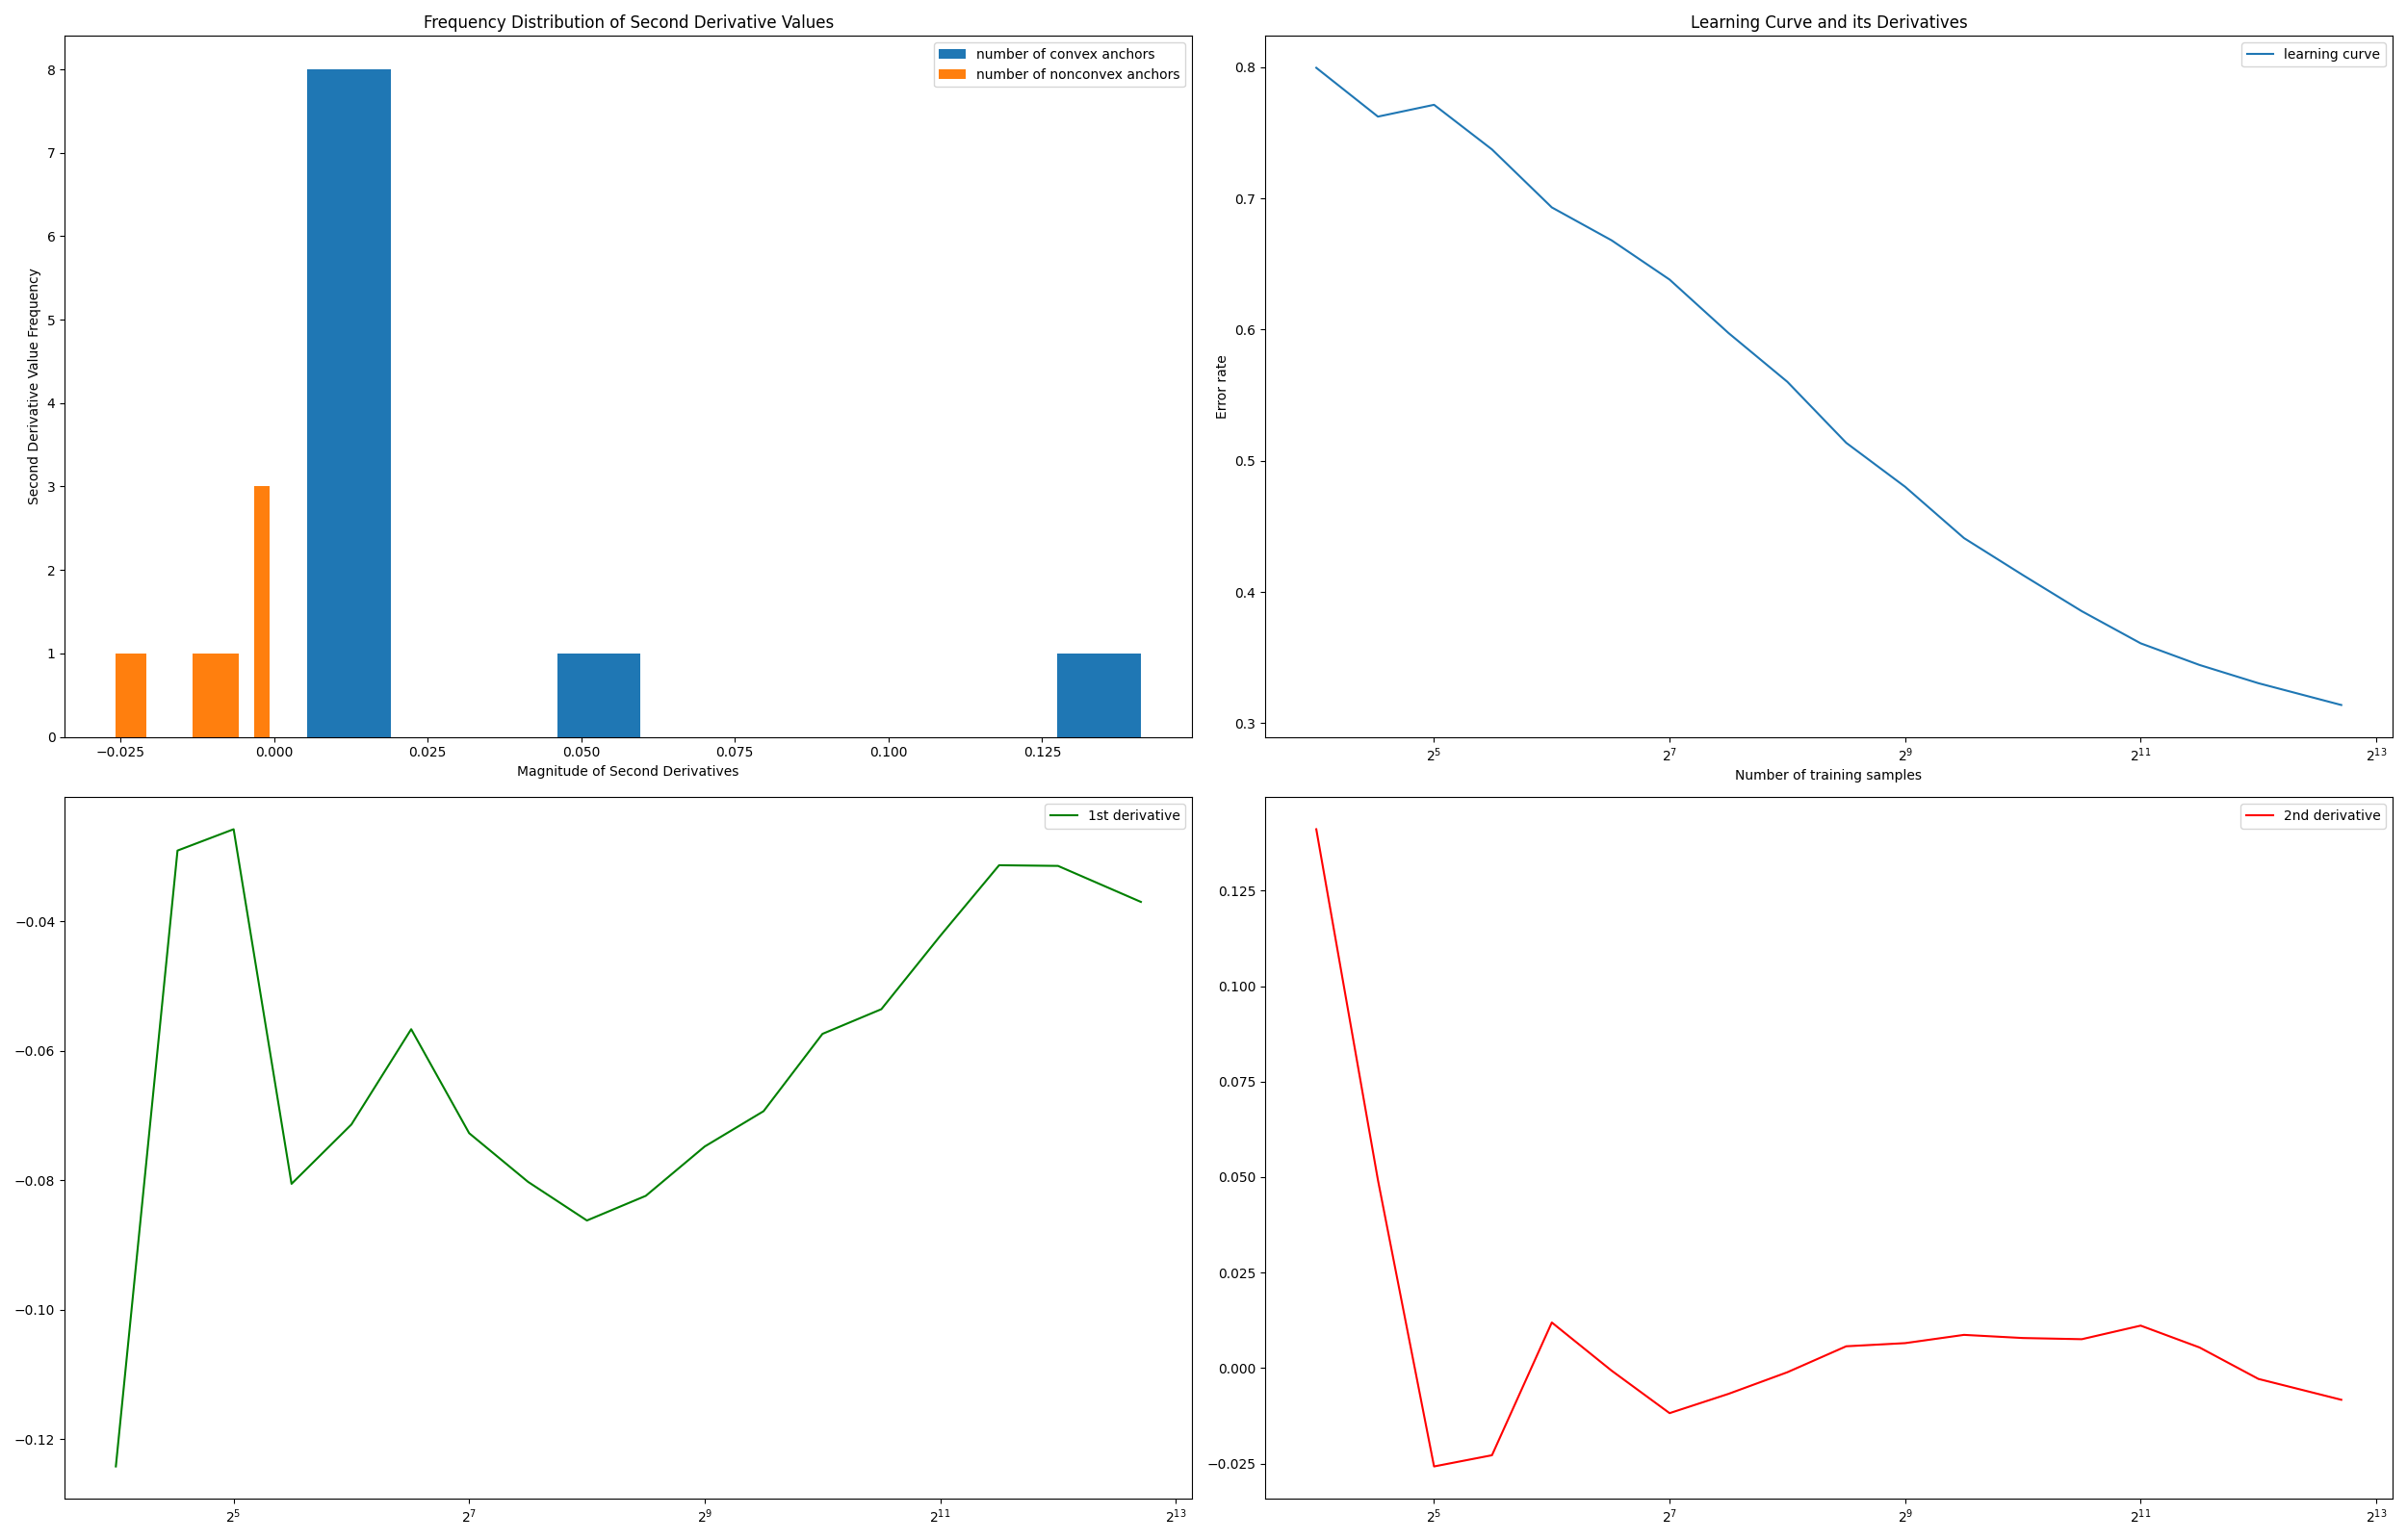 Frequency Distribution of Second Derivative Values
number of convex anchors
number of nonconvex anchors
Second Derivative Value Frequency
8
7
6
5
4
3
2
1
0
−0.025 0.000 0.025 0.050 0.075 0.100 0.125
Magnitude of Second Derivatives
Learning Curve and its Derivatives
learning curve
Error rate
0.8
0.7
0.6
0.5
0.4
0.3
2^5 2^7 2^9 2^11 2^13
Number of training samples
1st derivative
−0.04
−0.06
−0.08
−0.10
−0.12
2^5 2^7 2^9 2^11 2^13
2nd derivative
0.125
0.100
0.075
0.050
0.025
0.000
−0.025
2^5 2^7 2^9 2^11 2^13